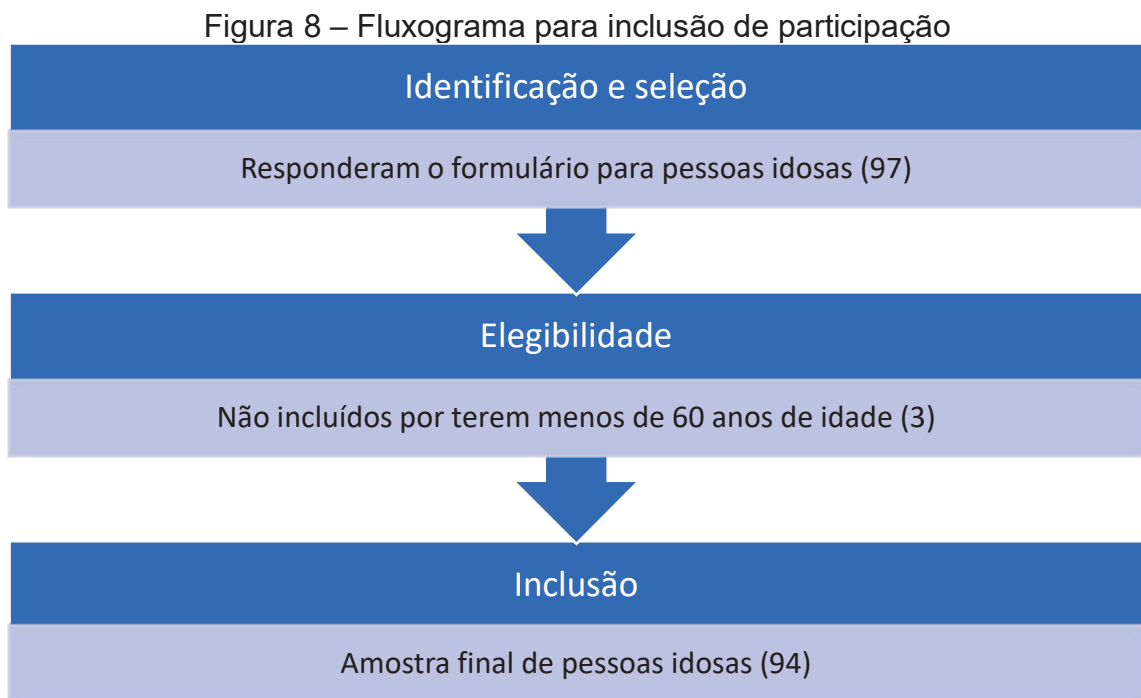 Figura 8 – Fluxograma para inclusão de participação
Identificação e seleção
Responderam o formulário para pessoas idosas (97)
Elegibilidade
Não incluídos por terem menos de 60 anos de idade (3)
Inclusão
Amostra final de pessoas idosas (94)